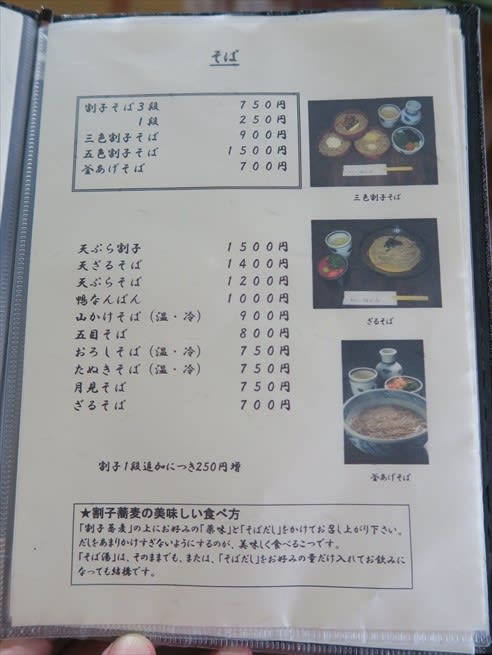 そば
割子そば3段 750円
1段 250円
三色割子そば 900円
五色割子そば 1500円
釜あげそば 700円
三色割子そば
天ぷら割子 1500円
天ざるそば 1400円
天ぷらそば 1200円
鴨なんばん 1000円
山かけそば（温・冷） 900円
五目そば 800円
おろしそば（温・冷） 750円
たぬきそば（温・冷） 750円
月見そば 750円
ざるそば 700円
ざるそば
釜あげそば
割子1段追加につき250円増
★割子蕎麦の美味しい食べ方
「割子蕎麦」の上にお好みの「薬味」と「そばだし」をかけてお召し上がり下さい。
だしをあまりかけすぎないようにするのが、美味しく食べるこつです。
「そば湯」は、そのままでも、または、「そばだし」をお好みの量だけ入れてお飲みに
なっても結構です。